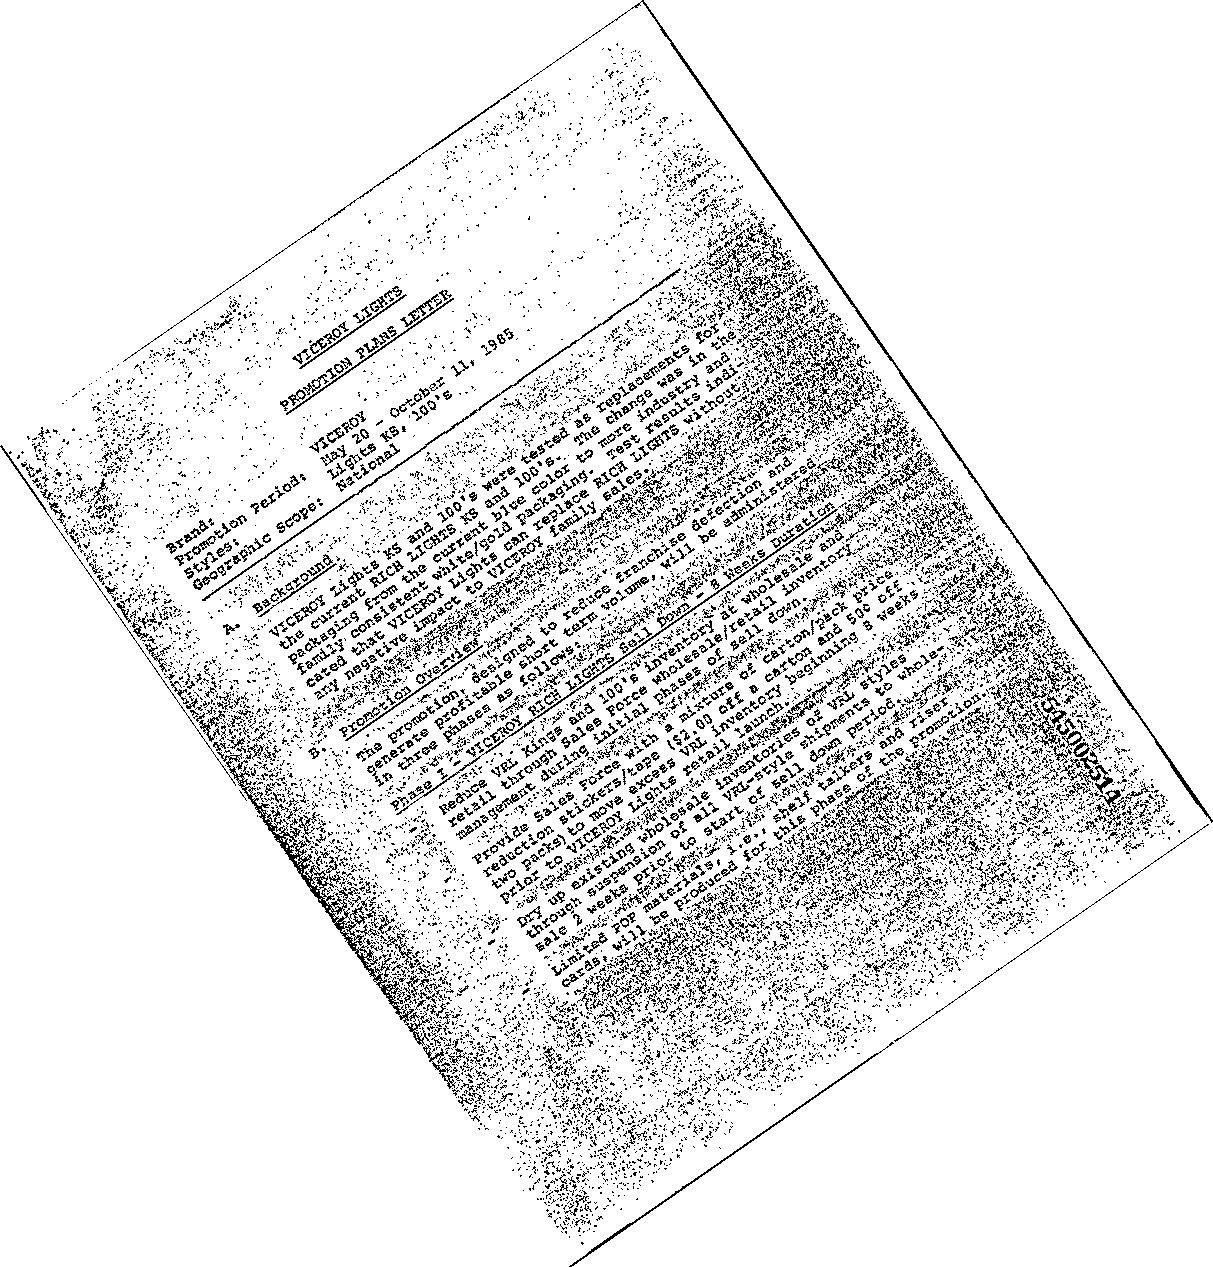 VICEROY LIGHTS
PROMOTION PLANS LETTER
Brand: VICEROY
Promotion Period: May 20 - October 11, 1985
Styles: Lights KS, 100's
Geographic Scope: National
A. Background
VICEROY Lights KS and 100's were tested as replacements for
the current RICH LIGHTS KS and 100's. The change was in the
packaging from the current blue color to more industry and
family consistent white/gold packaging. Test results indi-
cated that VICEROY Lights can replace RICH LIGHTS without
any negative impact to VICEROY family sales.
B. Promotion Overview
The promotion, designed to reduce franchise defection and
generate profitable short term volume, will be administered
in three phases as follows:
Phase I - VICEROY RICH LIGHTS Sell Down - 8 Weeks Duration
- Reduce VRL Kings and 100's inventory at wholesale and
retail through Sales Force wholesale/retail inventory
management during initial phases of sell down.
- Provide Sales Force with a mixture of carton/pack price
reduction stickers/tape ($2.00 off a carton and 50¢ off
two packs) to move excess VRL inventory beginning 8 weeks
prior to VICEROY Lights retail launch.
- Dry up existing wholesale inventories of VRL styles
through suspension of all VRL-style shipments to whole-
sale 2 weeks prior to start of sell down period.
- Limited POP materials, i.e., shelf talkers and riser
cards, will be produced for this phase of the promotion.